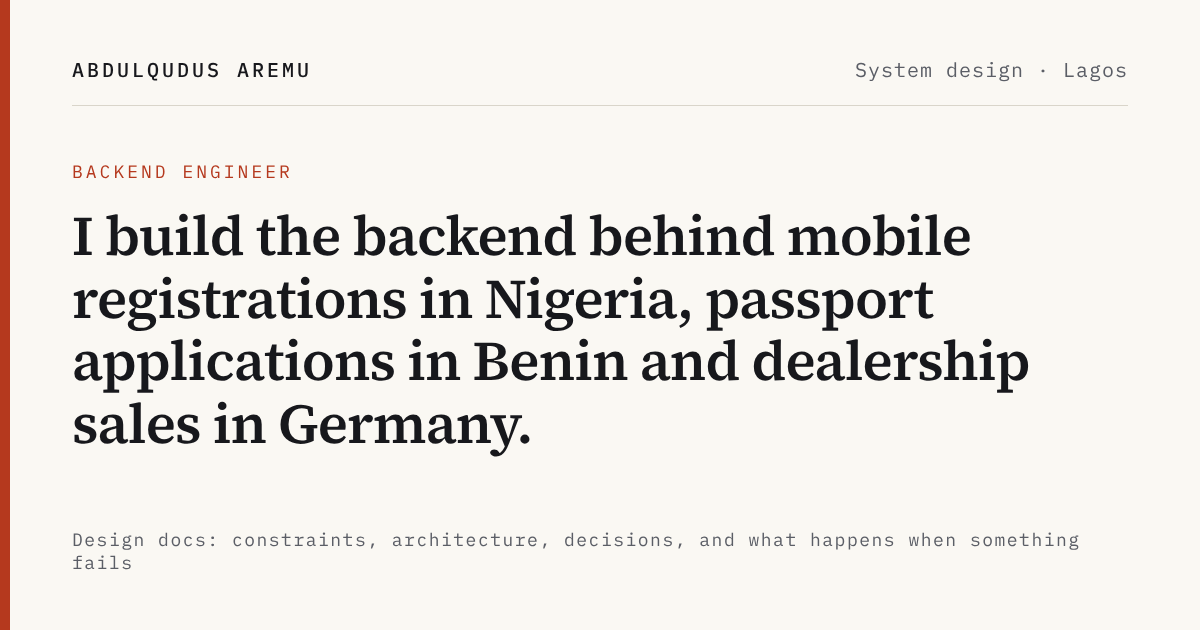 ABDULQUDUS AREMU
System design · Lagos
BACKEND ENGINEER
I build the backend behind mobile
registrations in Nigeria, passport
applications in Benin and dealership
sales in Germany.
Design docs: constraints, architecture, decisions, and what happens when something
fails